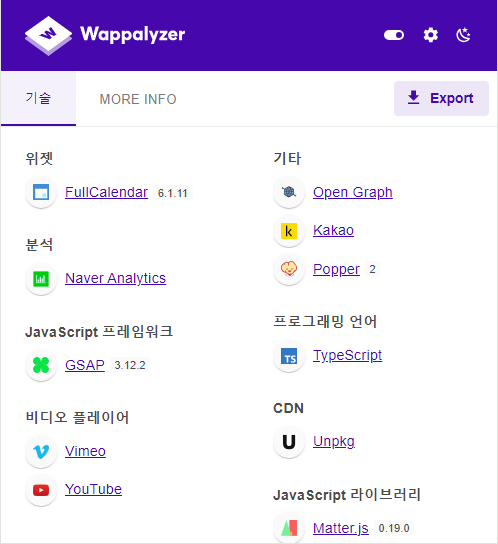 Wappalyzer
기술
MORE INFO
Export
위젯
FullCalendar 6.1.11
분석
Naver Analytics
JavaScript 프레임워크
GSAP 3.12.2
비디오 플레이어
Vimeo
YouTube
기타
Open Graph
k Kakao
Popper 2
프로그래밍 언어
TS TypeScript
CDN
U Unpkg
JavaScript 라이브러리
Matter.js 0.19.0